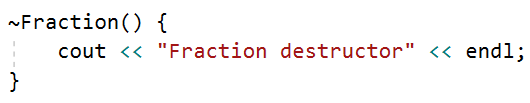 ~Fraction() {
    cout << "Fraction destructor" << endl;
}